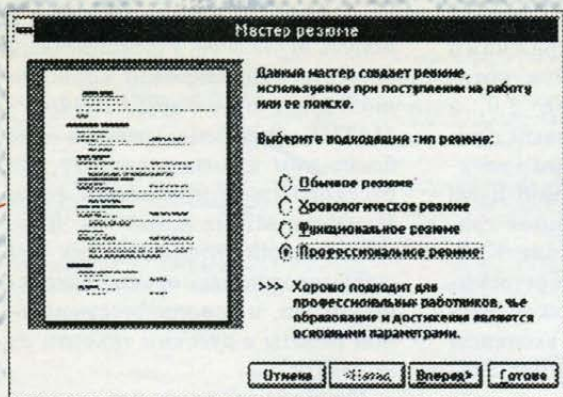 Мастер резюме
Данный мастер создает резюме,
используемое при поступлении на работу
или ее поиске.
Выберите подходящий тип резюме:
Обычное резюме
Хронологическое резюме
Функциональное резюме
Профессиональное резюме
>>> Хорошо подходит для
профессиональных работников, чье
образование и достижения являются
основными параметрами.
Отмена <Назад Вперед> Готово